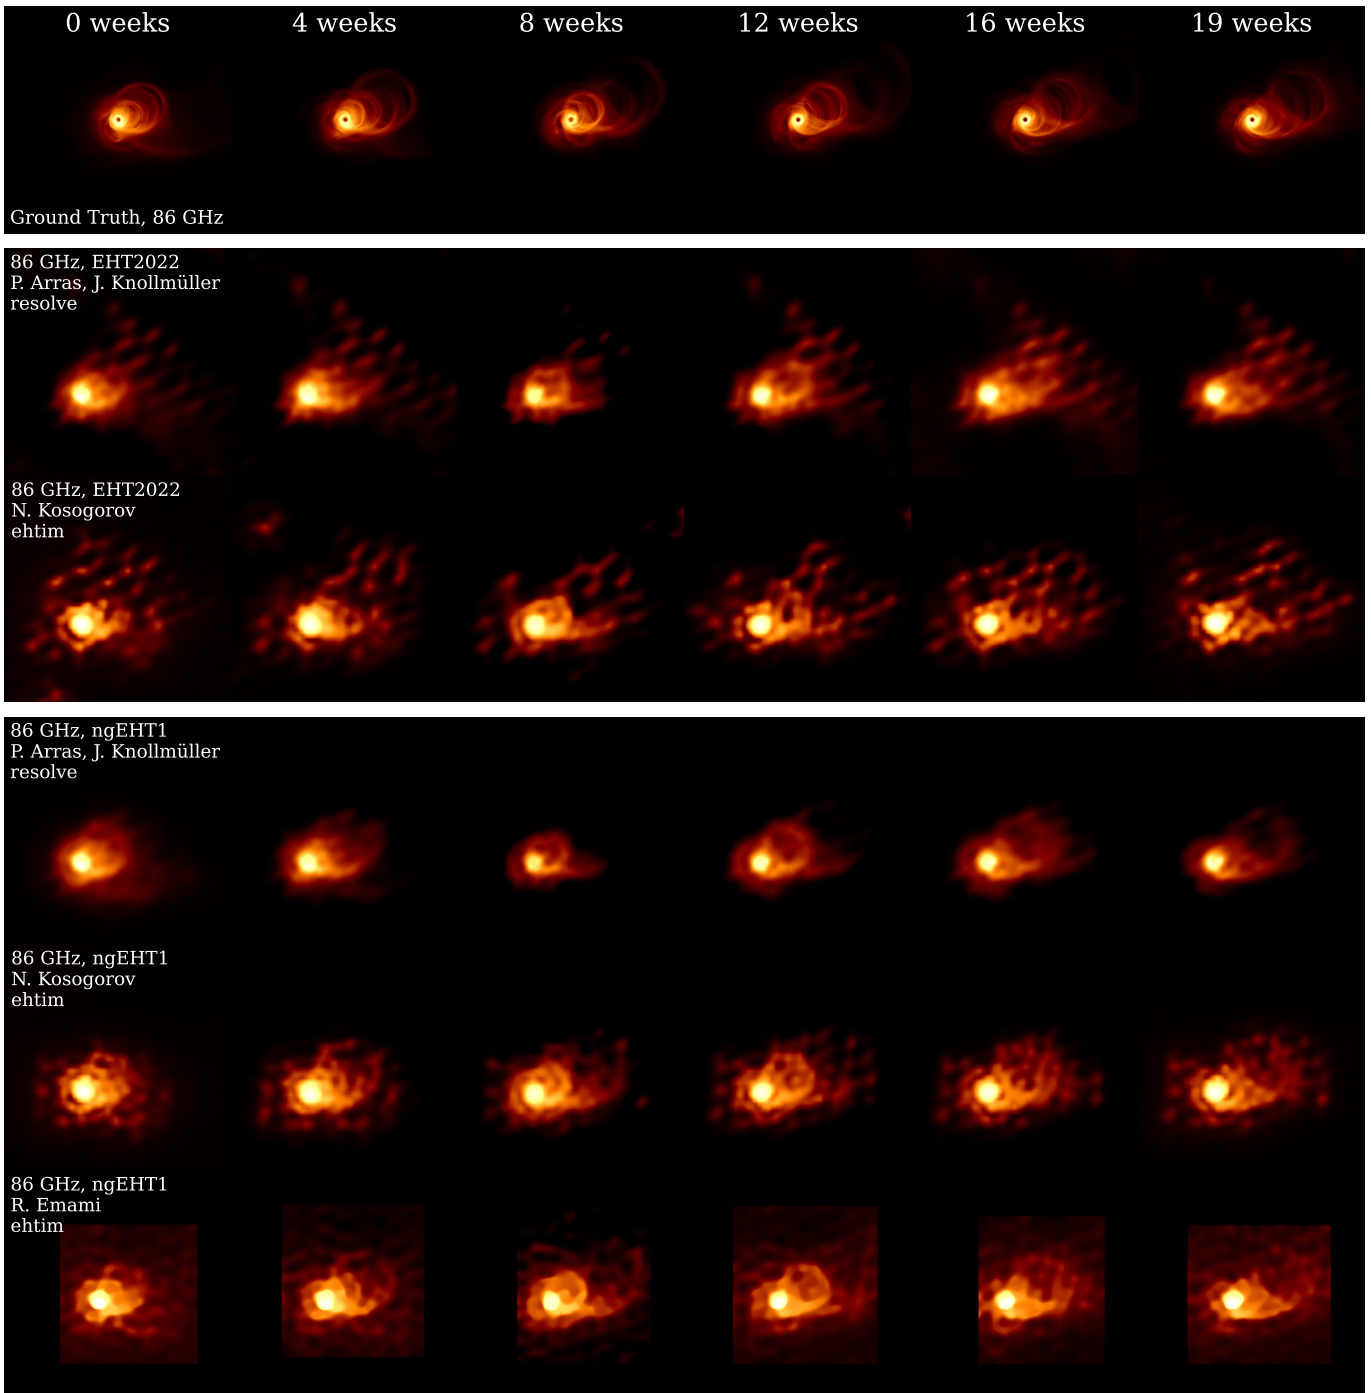 0 weeks 4 weeks 8 weeks 12 weeks 16 weeks 19 weeks
Ground Truth, 86 GHz
86 GHz, EHT2022
P. Arras, J. Knollmüller
resolve
86 GHz, EHT2022
N. Kosogorov
ehtim
86 GHz, ngEHT1
P. Arras, J. Knollmüller
resolve
86 GHz, ngEHT1
N. Kosogorov
ehtim
86 GHz, ngEHT1
R. Emami
ehtim